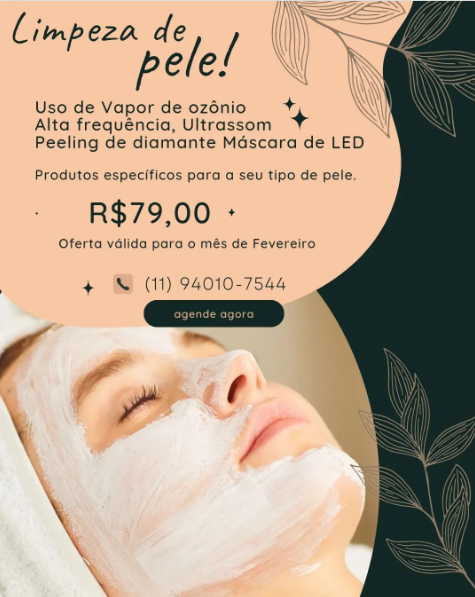 Limpeza de
pele!
Uso de Vapor de ozônio
Alta frequência, Ultrassom
Peeling de diamante Máscara de LED
Produtos específicos para a seu tipo de pele.
R$79,00
Oferta válida para o mês de Fevereiro
(11) 94010-7544
agende agora